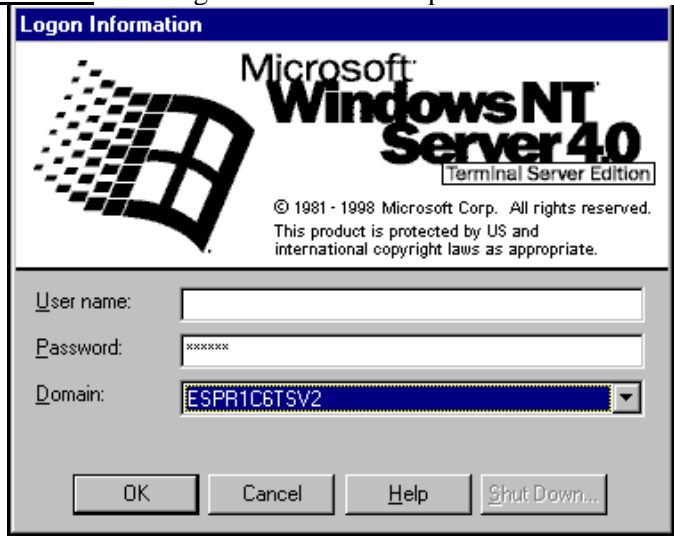 Logon Information
Microsoft
Windows NT
Server 4.0
Terminal Server Edition
© 1981 - 1998 Microsoft Corp. All rights reserved.
This product is protected by US and
international copyright laws as appropriate.
User name:
Password: xxxxxx
Domain: ESPR1C6TSV2
OK Cancel Help Shut Down...